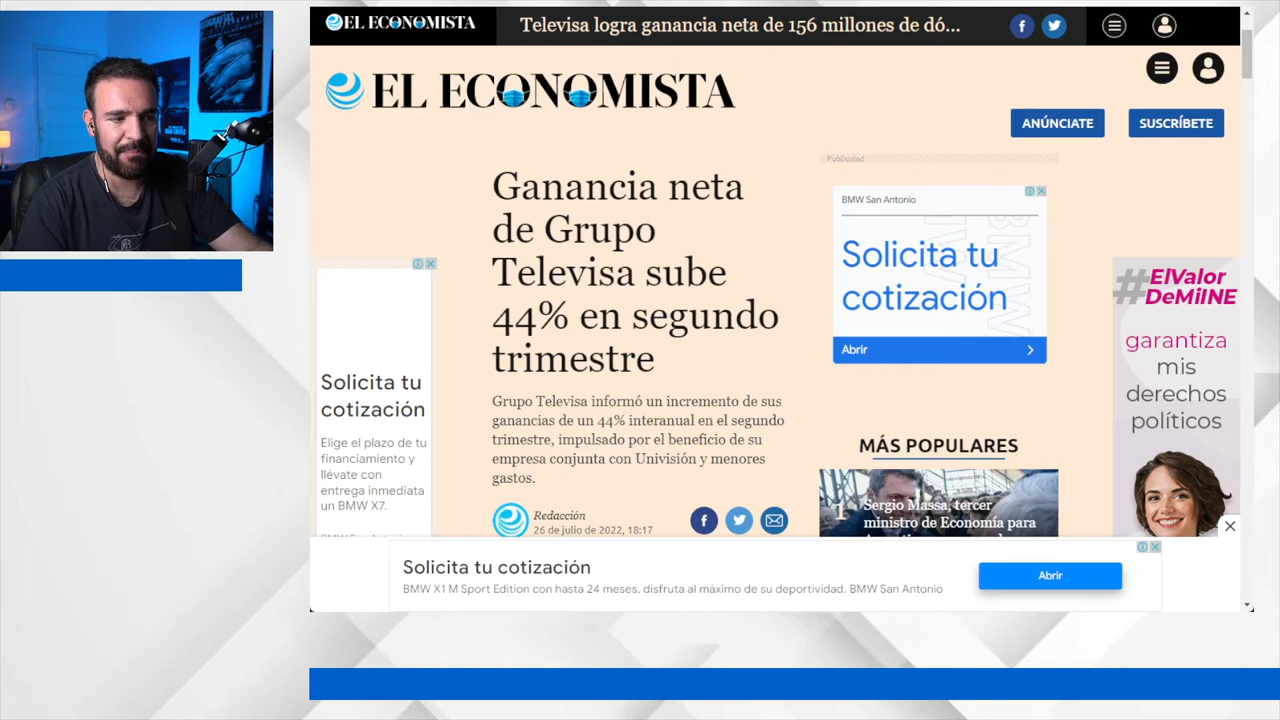 EL ECONOMISTA
Televisa logra ganancia neta de 156 millones de dó...
EL ECONOMISTA
ANÚNCIATE
SUSCRÍBETE
Ganancia neta
de Grupo
Televisa sube
44% en segundo
trimestre
Grupo Televisa informó un incremento de sus
ganancias de un 44% interanual en el segundo
trimestre, impulsado por el beneficio de su
empresa conjunta con Univisión y menores
gastos.
Redacción
26 de julio de 2022, 18:17
Publicidad
BMW San Antonio
Solicita tu
cotización
Abrir
MÁS POPULARES
1
Sergio Massa, tercer
ministro de Economía para
Solicita tu
cotización
Elige el plazo de tu
financiamiento y
llévate con
entrega inmediata
un BMW X7.
#ElValor
DeMiINE
garantiza
mis
derechos
políticos
Solicita tu cotización
BMW X1 M Sport Edition con hasta 24 meses, disfruta al máximo de su deportividad. BMW San Antonio
Abrir